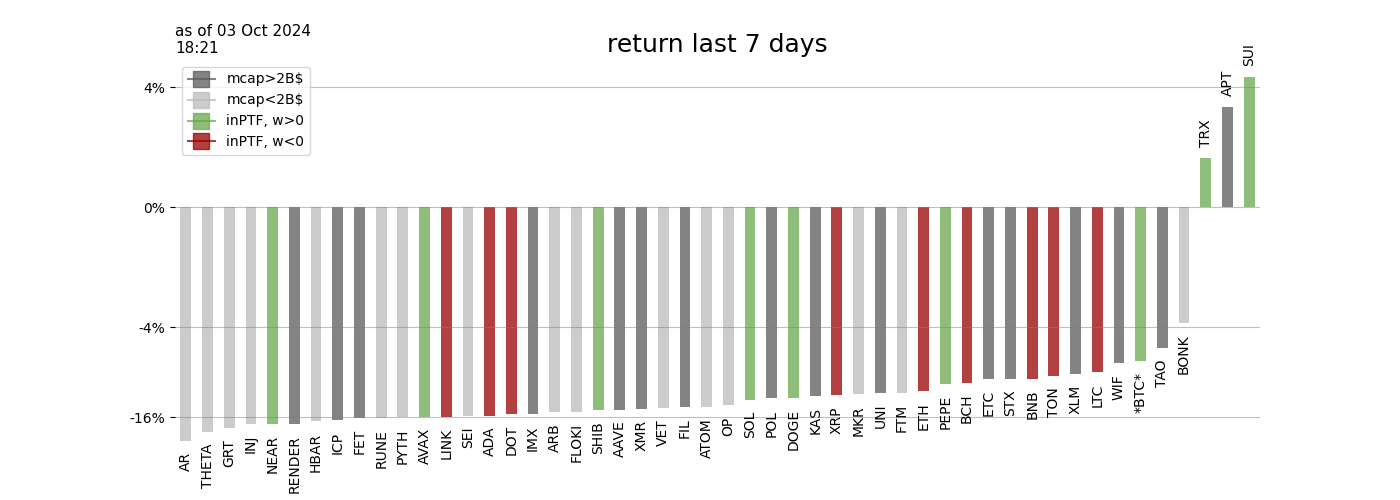 as of 03 Oct 2024
18:21
return last 7 days
mcap>2B$
mcap<2B$
inPTF, w>0
inPTF, w<0
4%
0%
-4%
-16%
AR
THETA
GRT
INJ
NEAR
RENDER
HBAR
ICP
FET
RUNE
PYTH
AVAX
LINK
SEI
ADA
DOT
IMX
ARB
FLOKI
SHIB
AAVE
XMR
VET
FIL
ATOM
OP
SOL
POL
DOGE
KAS
XRP
MKR
UNI
FTM
ETH
PEPE
BCH
ETC
STX
BNB
TON
XLM
LTC
WIF
*BTC*
TAO
BONK
TRX
APT
SUI